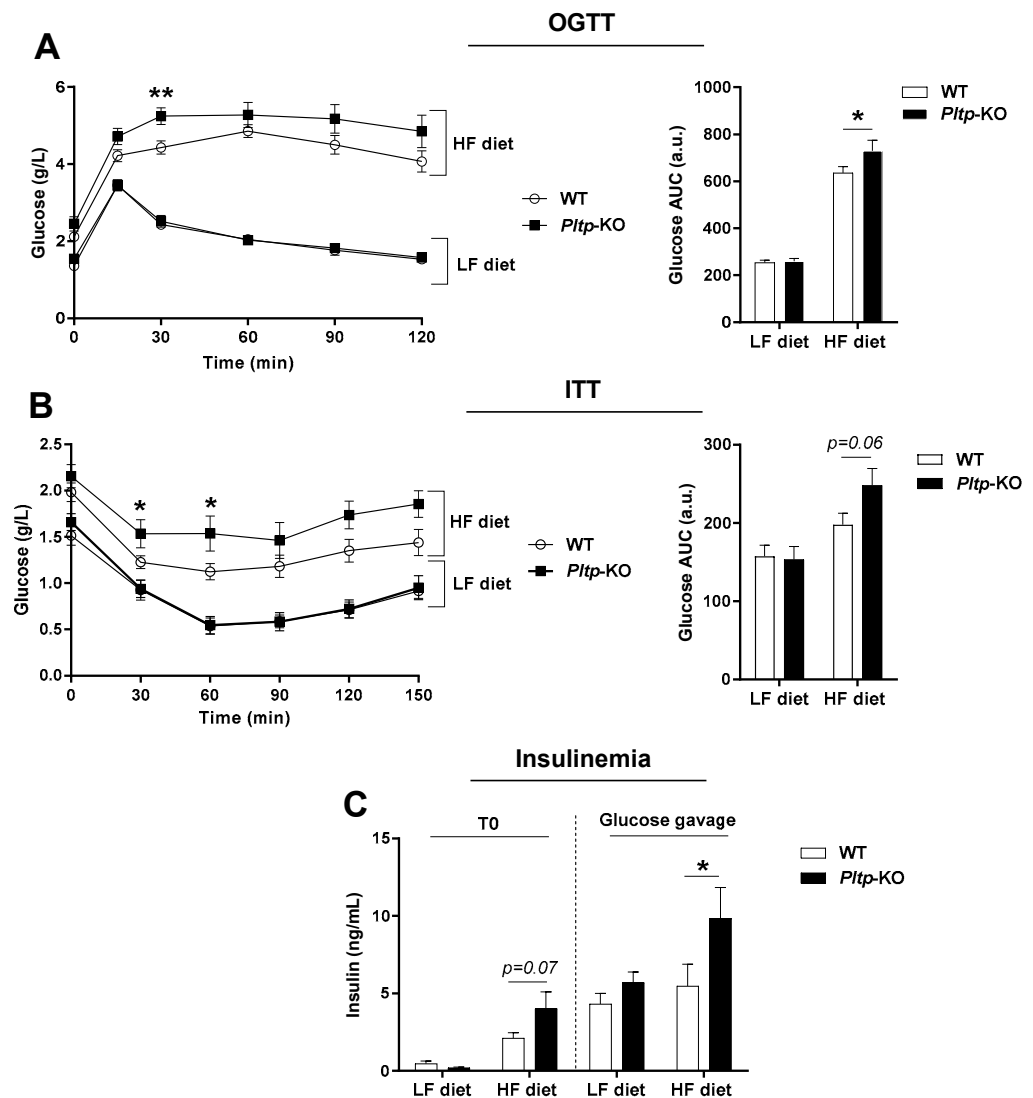 OGTT
A
**
6
4
2
0
Glucose (g/L)
HF diet
LF diet
0 30 60 90 120
Time (min)
WT
Pltp-KO
1000
800
600
400
200
0
Glucose AUC (a.u.)
*
LF diet HF diet
WT
Pltp-KO
ITT
B
2.5
2.0
1.5
1.0
0.5
0.0
Glucose (g/L)
* *
HF diet
LF diet
0 30 60 90 120 150
Time (min)
WT
Pltp-KO
300
200
100
0
Glucose AUC (a.u.)
p=0.06
LF diet HF diet
WT
Pltp-KO
Insulinemia
C
T0 Glucose gavage
15
10
5
0
Insulin (ng/mL)
p=0.07
*
LF diet HF diet LF diet HF diet
WT
Pltp-KO